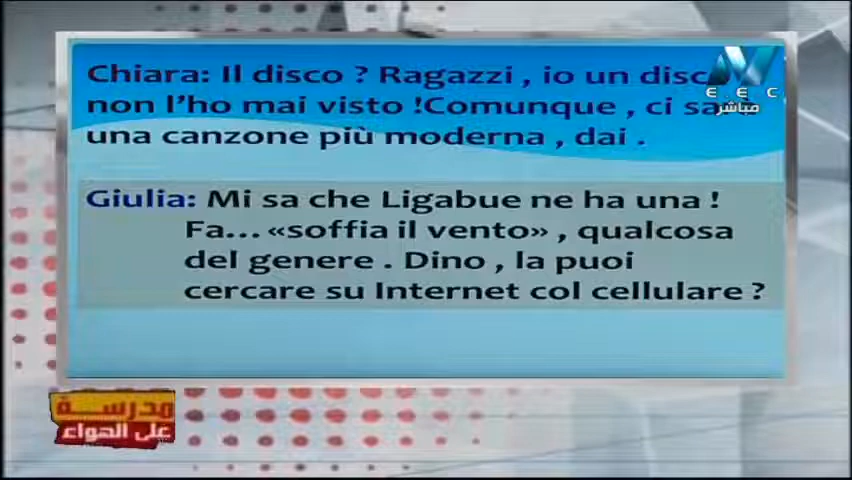 Chiara: Il disco ? Ragazzi , io un
non l'ho mai visto !Comunque , ci
una canzone più moderna , dai .
E. E. C
مباشر
Giulia: Mi sa che Ligabue ne ha una !
Fa... «soffia il vento» , qualcosa
del genere . Dino , la puoi
cercare su Internet col cellulare ?
مدرسة
على الهواء